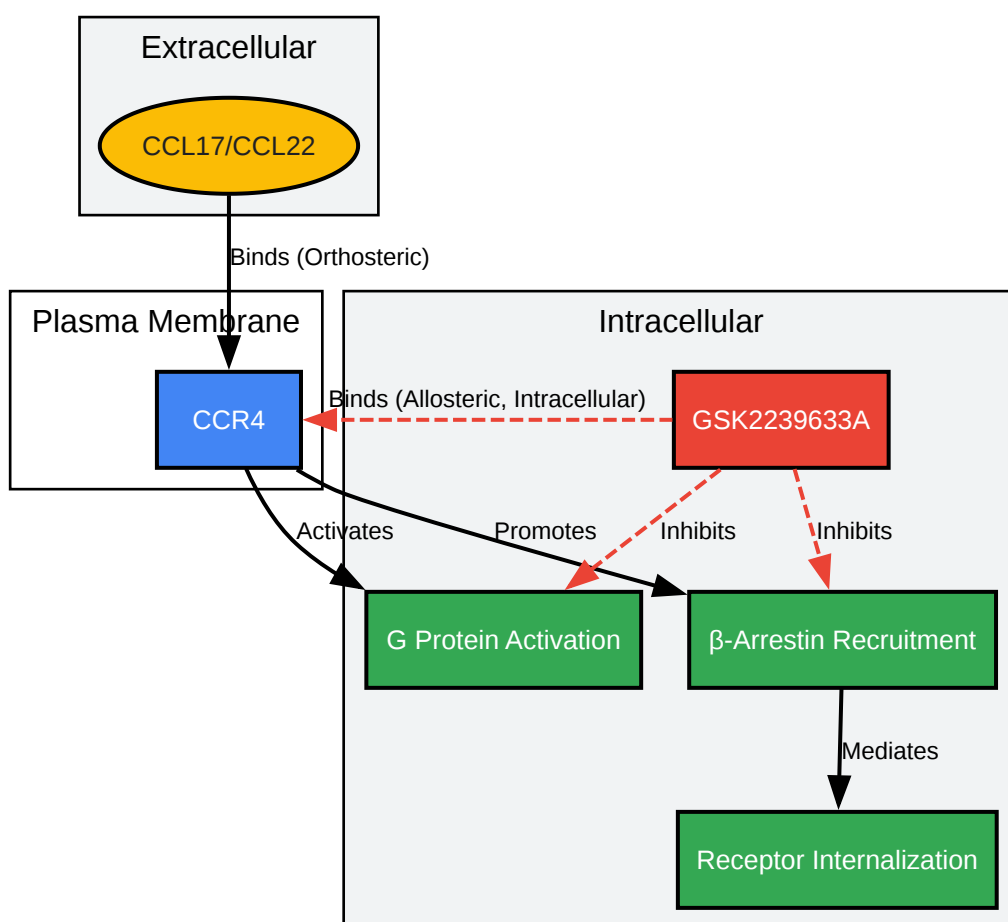 Extracellular
CCL17/CCL22
Binds (Orthosteric)
Plasma Membrane
Intracellular
CCR4
Binds (Allosteric, Intracellular)
GSK2239633A
Activates
Promotes
Inhibits
Inhibits
G Protein Activation
β-Arrestin Recruitment
Mediates
Receptor Internalization